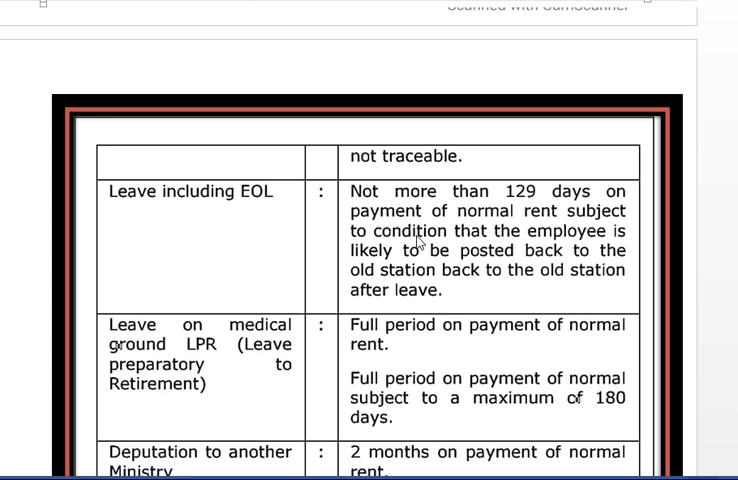 Scanned with CamScanner
not traceable.
Leave including EOL : Not more than 129 days on
payment of normal rent subject
to condition that the employee is
likely to be posted back to the
old station back to the old station
after leave.
Leave on medical : Full period on payment of normal
ground LPR (Leave rent.
preparatory to
Retirement)
Full period on payment of normal
subject to a maximum of 180
days.
Deputation to another : 2 months on payment of normal
Ministry rent.